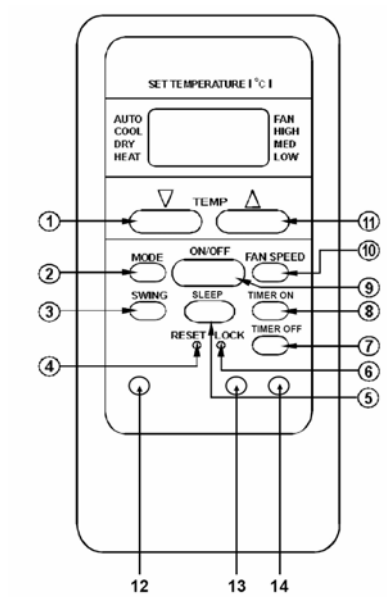 SET TEMPERATURE (°C)
AUTO
COOL
DRY
HEAT
FAN
HIGH
MED
LOW
TEMP
1
11
MODE
ON/OFF
FAN SPEED
10
2
9
SWING
SLEEP
TIMER ON
3
8
RESET
LOCK
TIMER OFF
7
4
6
5
12
13
14